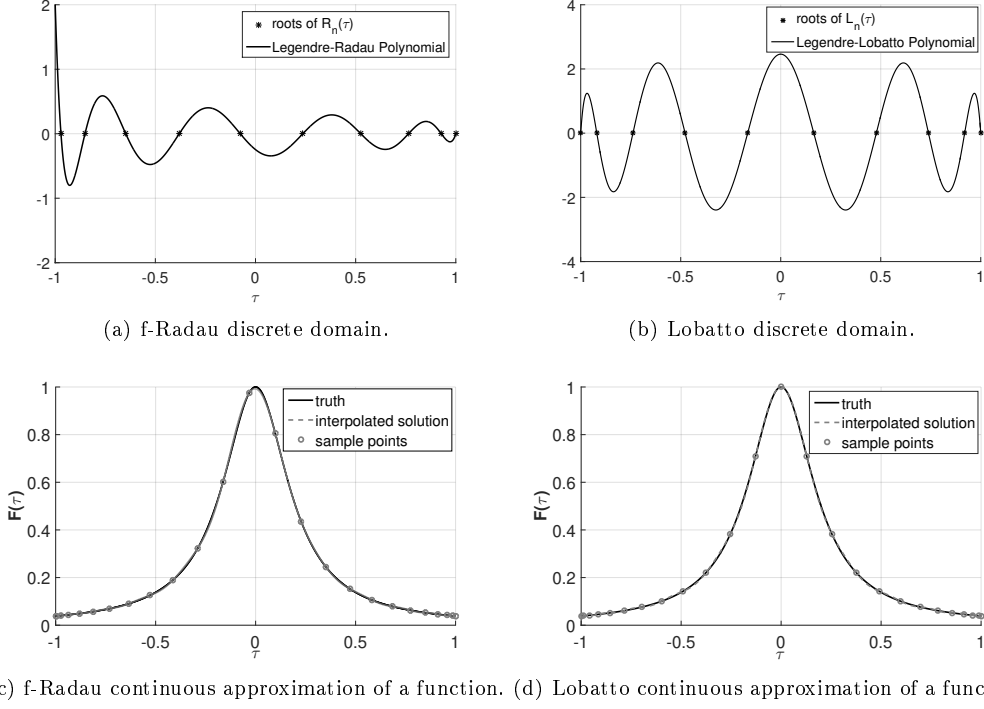 2
1
0
-1
-2
-1
-0.5
0
0.5
1
τ
roots of Rn(τ)
Legendre-Radau Polynomial
(a) f-Radau discrete domain.
4
2
0
-2
-4
-1
-0.5
0
0.5
1
τ
roots of Ln(τ)
Legendre-Lobatto Polynomial
(b) Lobatto discrete domain.
1
0.8
0.6
0.4
0.2
0
F(τ)
-1
-0.5
0
0.5
1
τ
truth
interpolated solution
sample points
c) f-Radau continuous approximation of a function.
1
0.8
0.6
0.4
0.2
0
F(τ)
-1
-0.5
0
0.5
1
τ
truth
interpolated solution
sample points
(d) Lobatto continuous approximation of a func